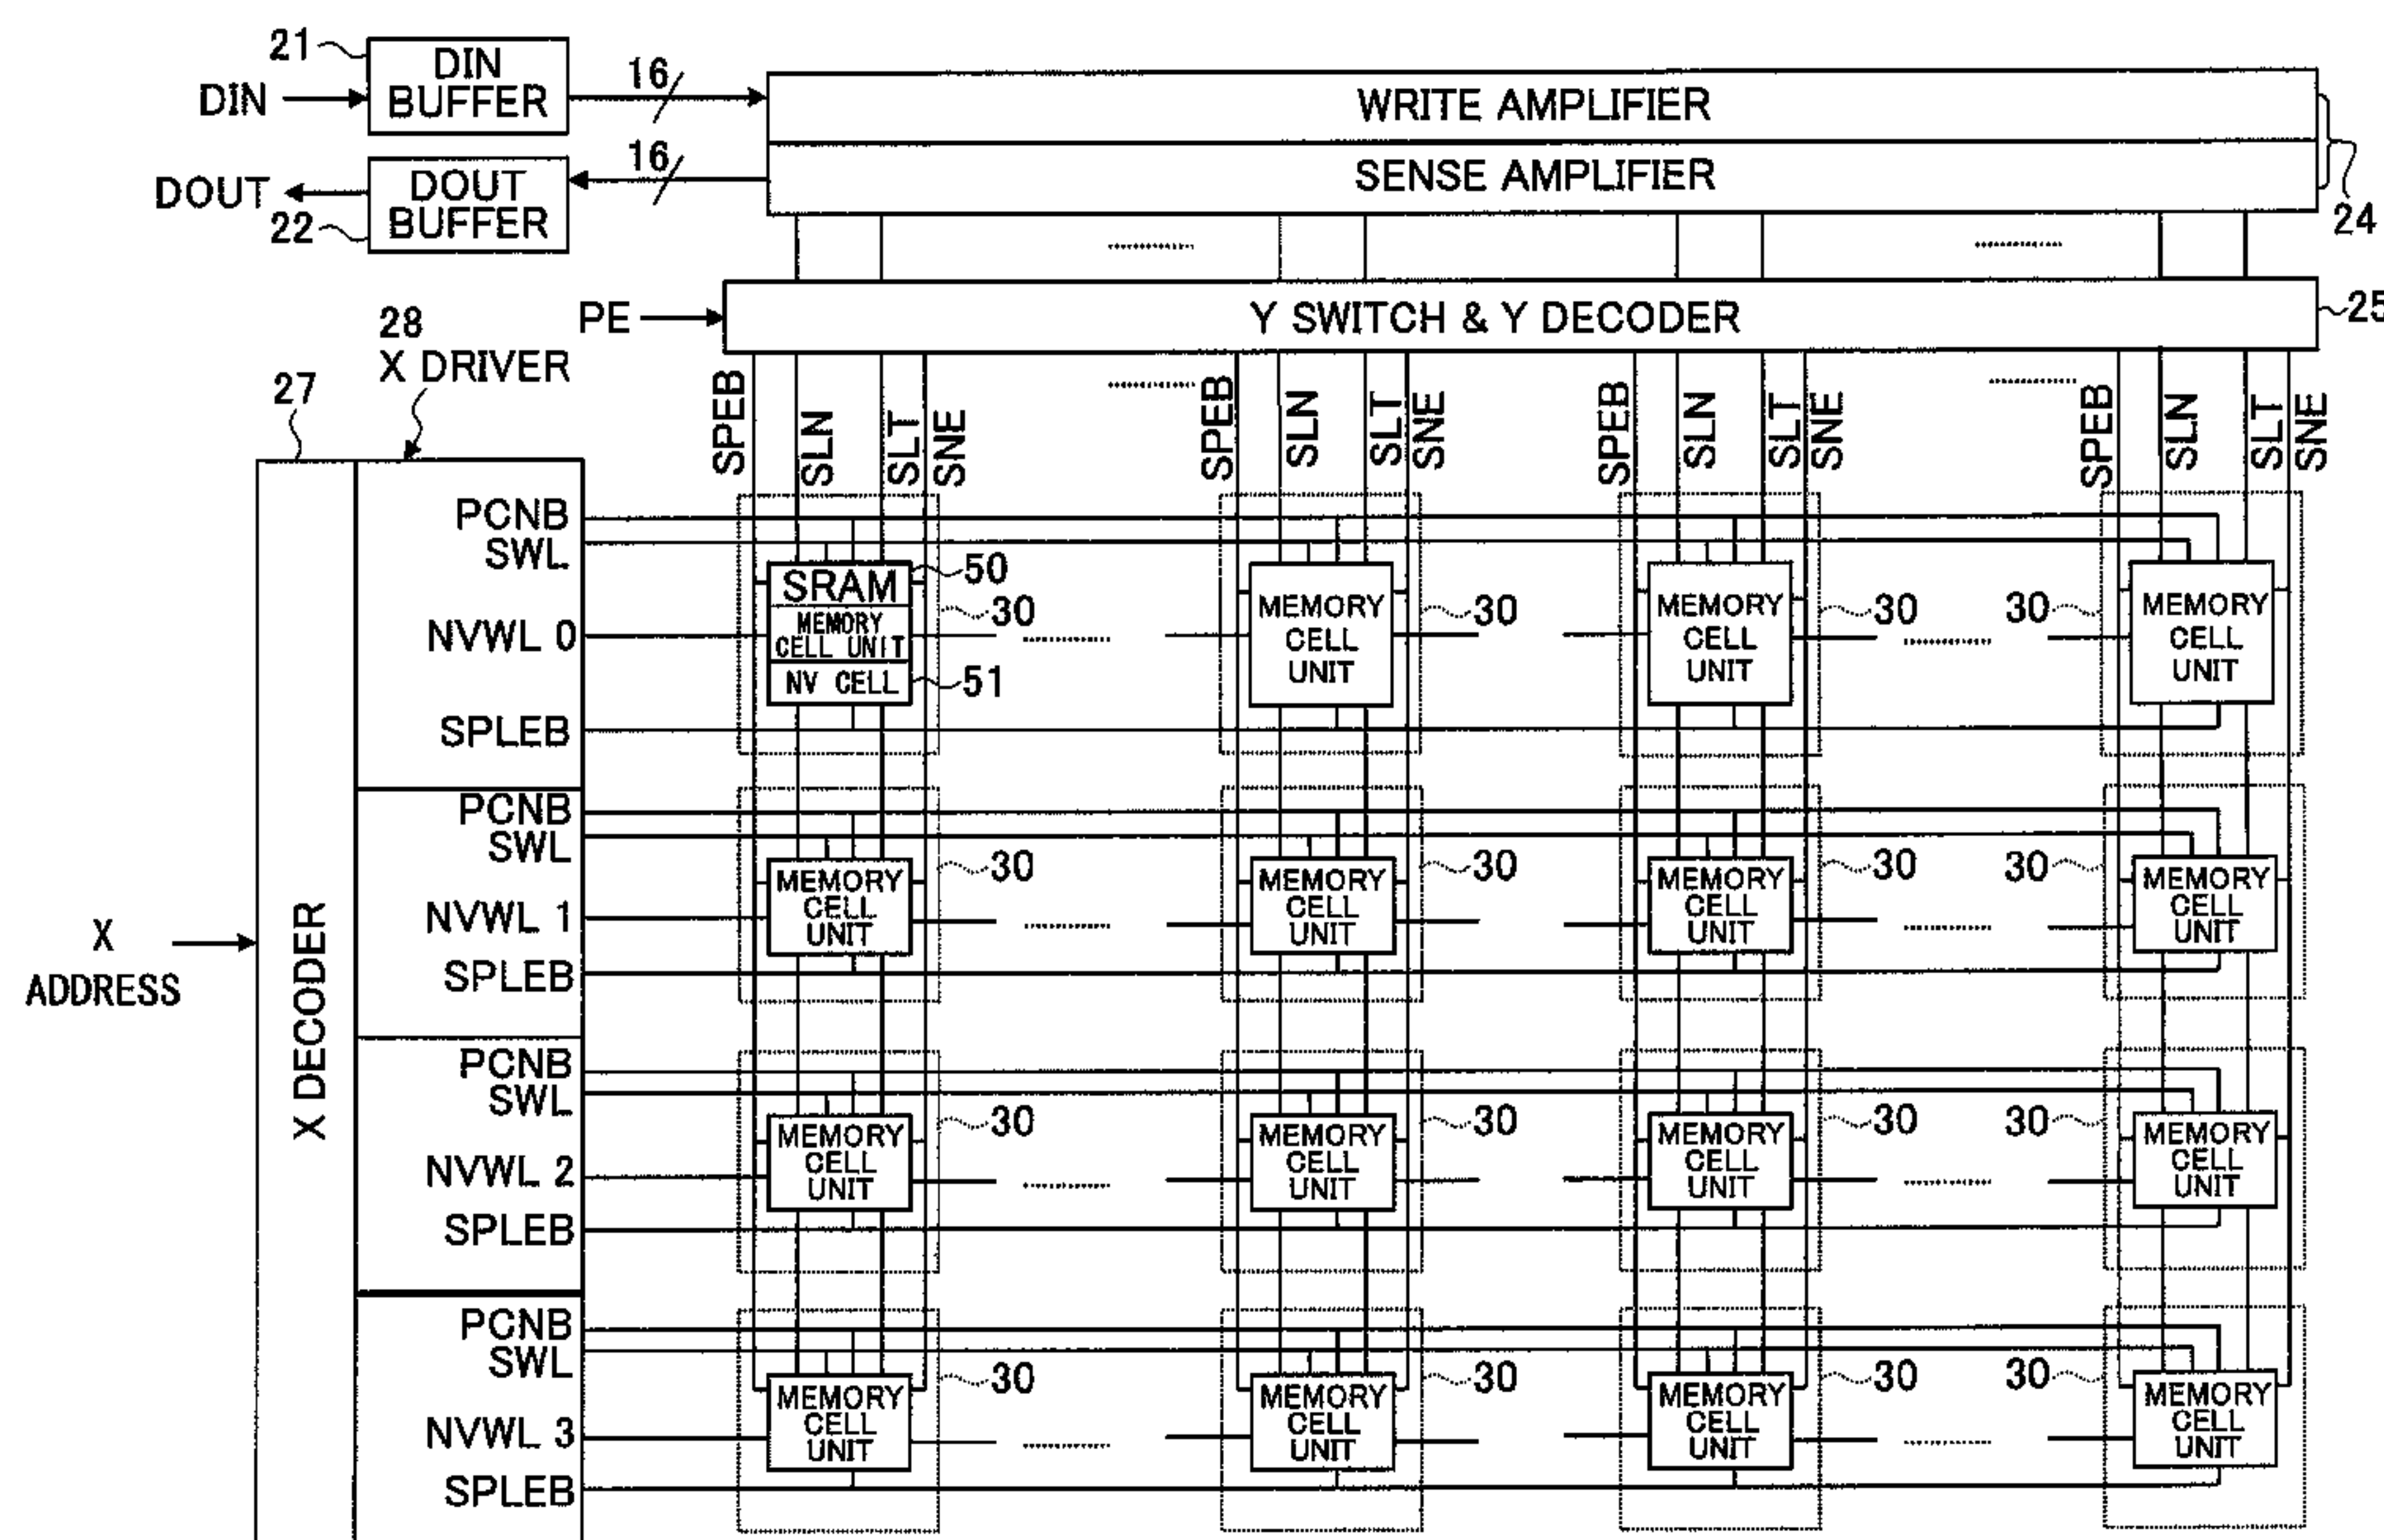 21
DIN
BUFFER
DIN
16
WRITE AMPLIFIER
DOUT
DOUT
BUFFER
22
16
SENSE AMPLIFIER
24
PE
Y SWITCH & Y DECODER
25
28
X DRIVER
27
SPEB
SLN
SLT
SNE
SPEB
SLN
SLT
SNE
SPEB
SLN
SLT
SNE
SPEB
SLN
SLT
SNE
X
ADDRESS
X DECODER
PCNB
SWL
NVWL 0
SPLEB
SRAM
MEMORY
CELL UNIT
NV CELL
50
30
51
MEMORY
CELL
UNIT
30
MEMORY
CELL
UNIT
30
30
MEMORY
CELL
UNIT
PCNB
SWL
NVWL 1
SPLEB
MEMORY
CELL
UNIT
30
MEMORY
CELL
UNIT
30
MEMORY
CELL
UNIT
30
30
MEMORY
CELL
UNIT
PCNB
SWL
NVWL 2
SPLEB
MEMORY
CELL
UNIT
30
MEMORY
CELL
UNIT
30
MEMORY
CELL
UNIT
30
30
MEMORY
CELL
UNIT
PCNB
SWL
NVWL 3
SPLEB
MEMORY
CELL
UNIT
30
MEMORY
CELL
UNIT
30
MEMORY
CELL
UNIT
30
30
MEMORY
CELL
UNIT